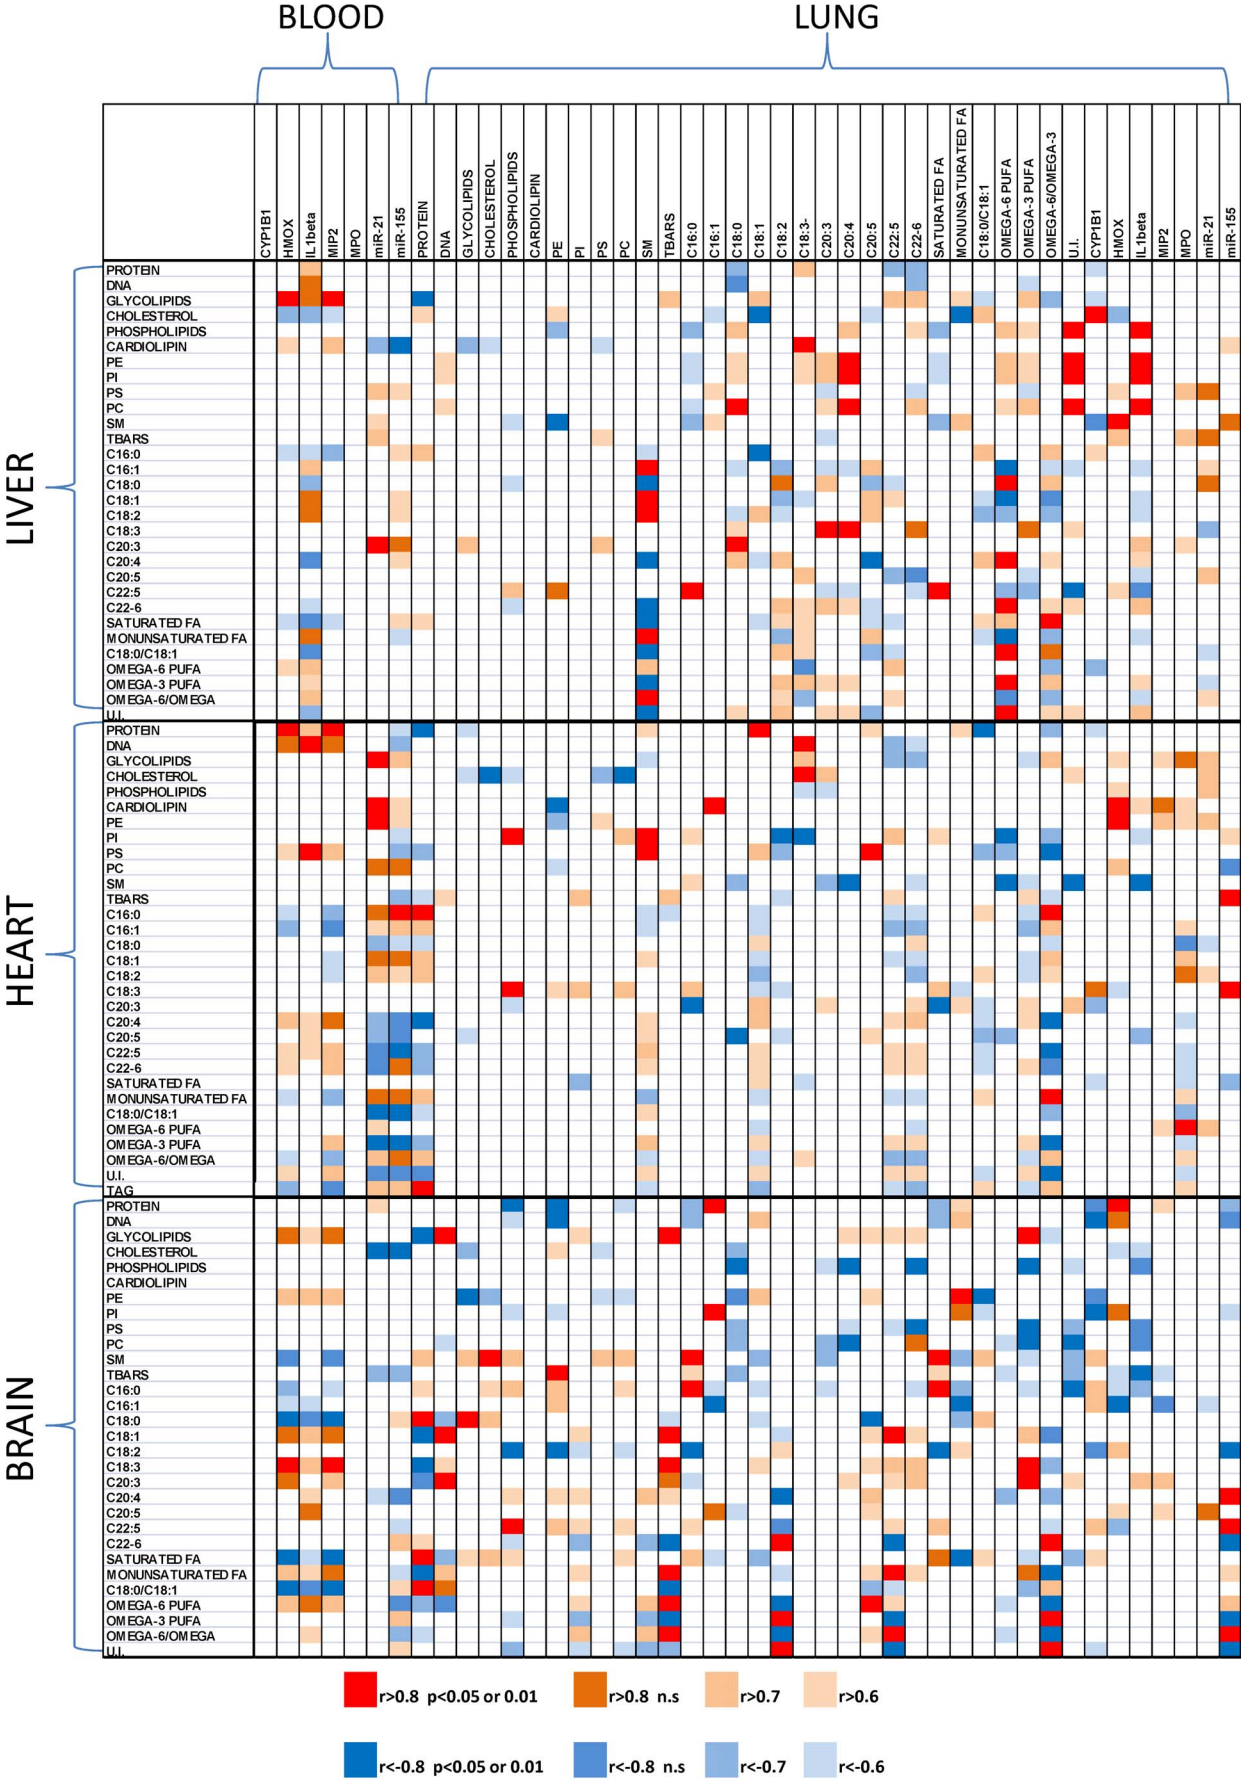 BLOOD
LUNG
CYP1B1
HMOX
IL1beta
MIP2
MPO
miR-21
miR-155
PROTEIN
DNA
GLYCOLIPIDS
CHOLESTEROL
PHOSPHOLIPIDS
CARDIOLIPIN
PE
PI
PS
PC
SM
TBARS
C16:0
C16:1
C18:0
C18:1
C18:2
C18:3-
C20:3
C20:4
C20:5
C22:5
C22-6
SATURATED FA
MONUNSATURATED FA
C18:0/C18:1
OMEGA-6 PUFA
OMEGA-3 PUFA
OMEGA-6/OMEGA-3
U.I.
CYP1B1
HMOX
IL1beta
MIP2
MPO
miR-21
miR-155
LIVER
PROTEIN
DNA
GLYCOLIPIDS
CHOLESTEROL
PHOSPHOLIPIDS
CARDIOLIPIN
PE
PI
PS
PC
SM
TBARS
C16:0
C16:1
C18:0
C18:1
C18:2
C18:3
C20:3
C20:4
C20:5
C22:5
C22-6
SATURATED FA
MONUNSATURATED FA
C18:0/C18:1
OMEGA-6 PUFA
OMEGA-3 PUFA
OMEGA-6/OMEGA
U.I.
HEART
PROTEIN
DNA
GLYCOLIPIDS
CHOLESTEROL
PHOSPHOLIPIDS
CARDIOLIPIN
PE
PI
PS
PC
SM
TBARS
C16:0
C16:1
C18:0
C18:1
C18:2
C18:3
C20:3
C20:4
C20:5
C22:5
C22-6
SATURATED FA
MONUNSATURATED FA
C18:0/C18:1
OMEGA-6 PUFA
OMEGA-3 PUFA
OMEGA-6/OMEGA
U.I.
TAG
BRAIN
PROTEIN
DNA
GLYCOLIPIDS
CHOLESTEROL
PHOSPHOLIPIDS
CARDIOLIPIN
PE
PI
PS
PC
SM
TBARS
C16:0
C16:1
C18:0
C18:1
C18:2
C18:3
C20:3
C20:4
C20:5
C22:5
C22-6
SATURATED FA
MONUNSATURATED FA
C18:0/C18:1
OMEGA-6 PUFA
OMEGA-3 PUFA
OMEGA-6/OMEGA
U.I.
r>0.8 p<0.05 or 0.01
r>0.8 n.s
r>0.7
r>0.6
r<-0.8 p<0.05 or 0.01
r<-0.8 n.s
r<-0.7
r<-0.6